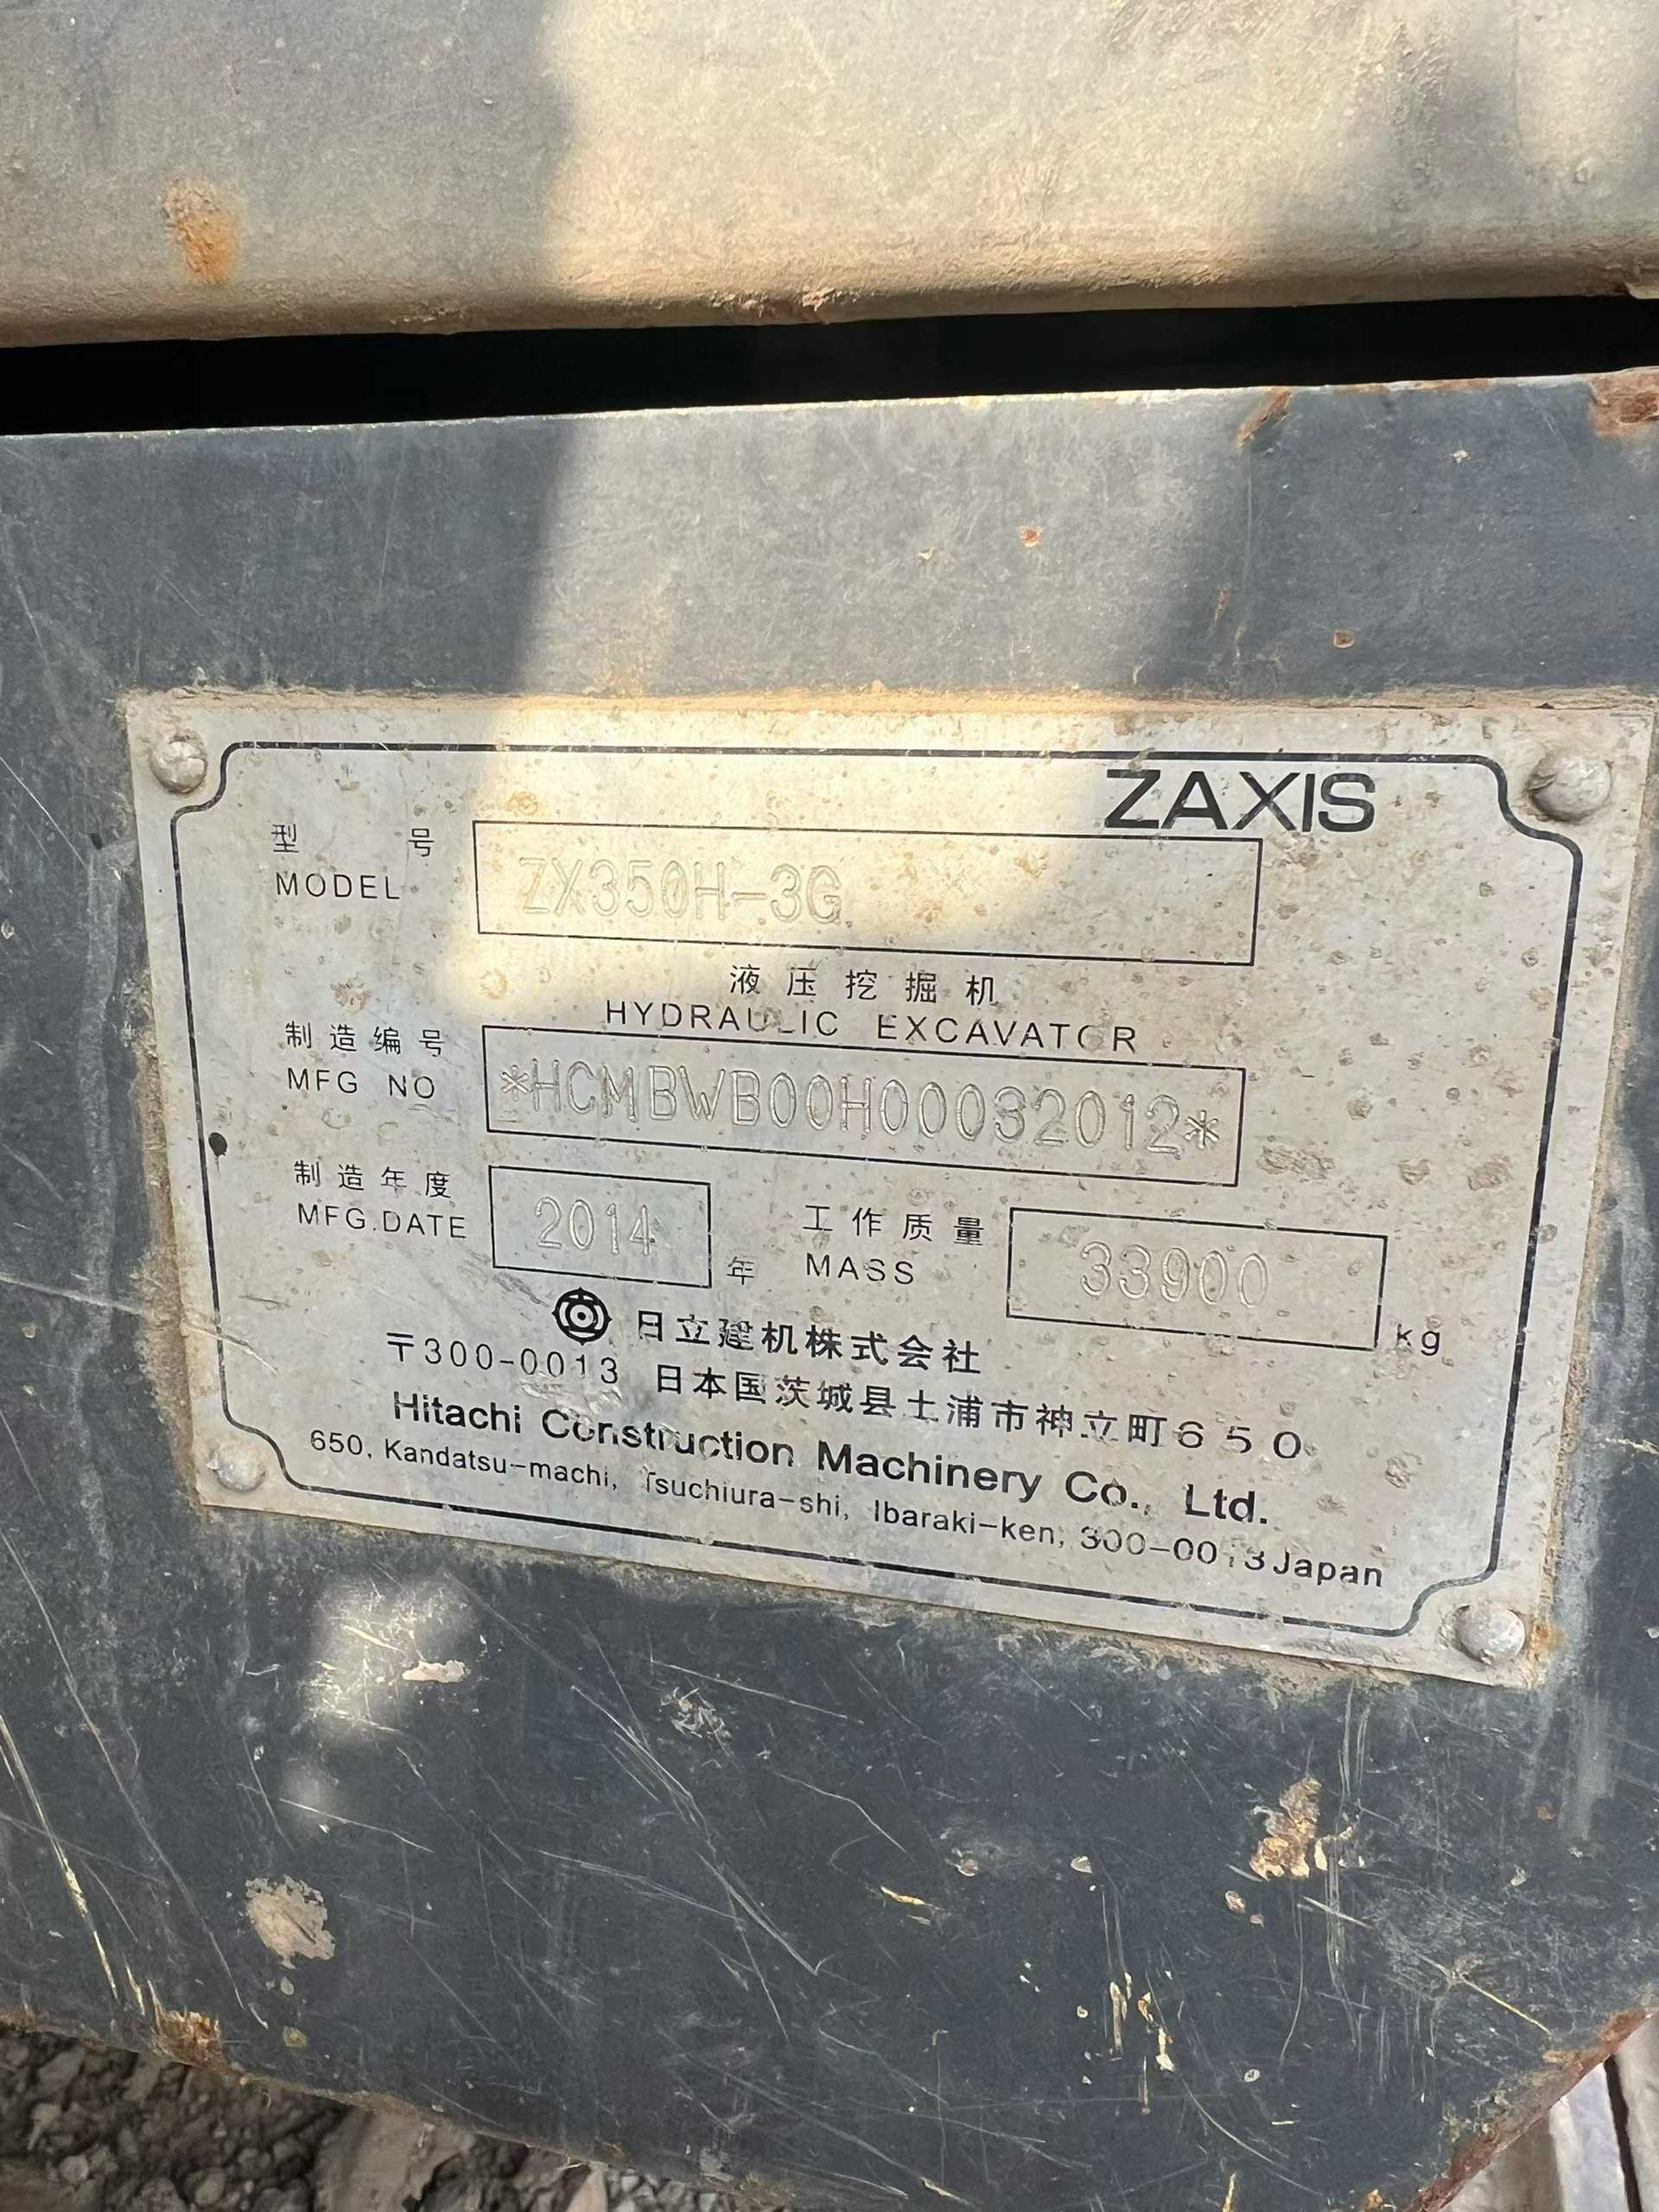 ZAXIS
型号
MODEL ZX350H-3G
液压挖掘机
HYDRAULIC EXCAVATOR
制造编号
MFG NO *HCMBWB00H00032012*
制造年度
MFG.DATE 2014 年
工作质量
MASS 33900 kg
日立建机株式会社
〒300-0013 日本国茨城县土浦市神立町650
Hitachi Construction Machinery Co., Ltd.
650, Kandatsu-machi, Tsuchiura-shi, Ibaraki-ken, 300-0013 Japan